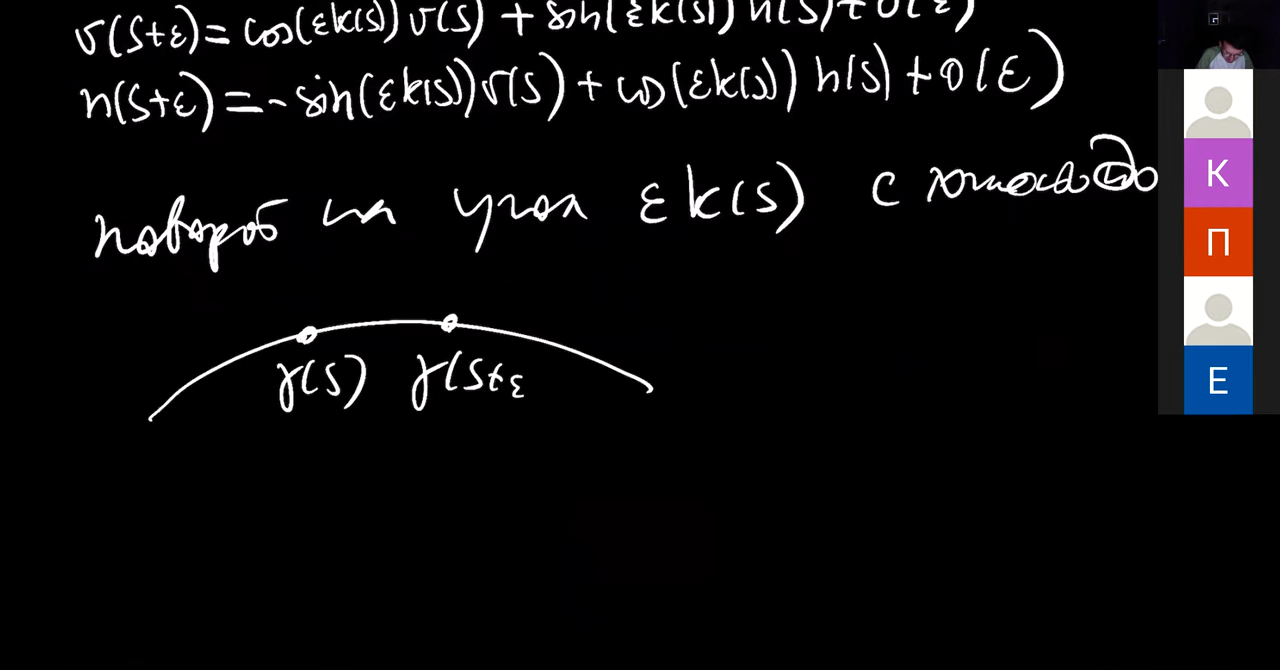 v(s+ε)=cos(εk(s))v(s)+sin(εk(s))n(s)+o(ε)
n(s+ε)=-sin(εk(s))v(s)+cos(εk(s))n(s)+o(ε)
поворот на угол εk(s) с
γ(s) γ(s+ε
К
П
Е